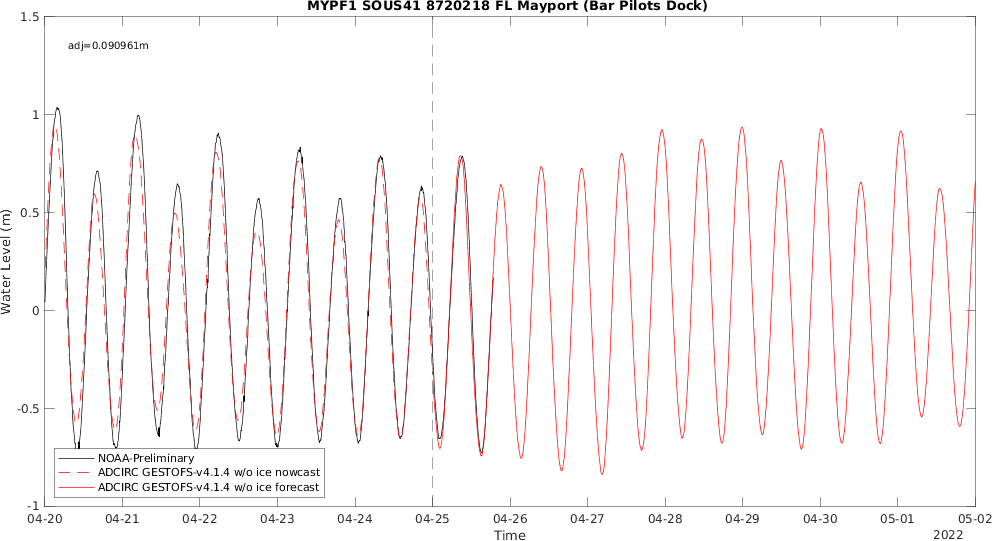 MYPF1 SOUS41 8720218 FL Mayport (Bar Pilots Dock)
adj=0.090961m
1.5
1
0.5
0
-0.5
-1
Water Level (m)
NOAA-Preliminary
ADCIRC GESTOFS-v4.1.4 w/o ice nowcast
ADCIRC GESTOFS-v4.1.4 w/o ice forecast
04-20 04-21 04-22 04-23 04-24 04-25 04-26 04-27 04-28 04-29 04-30 05-01 05-02
Time
2022